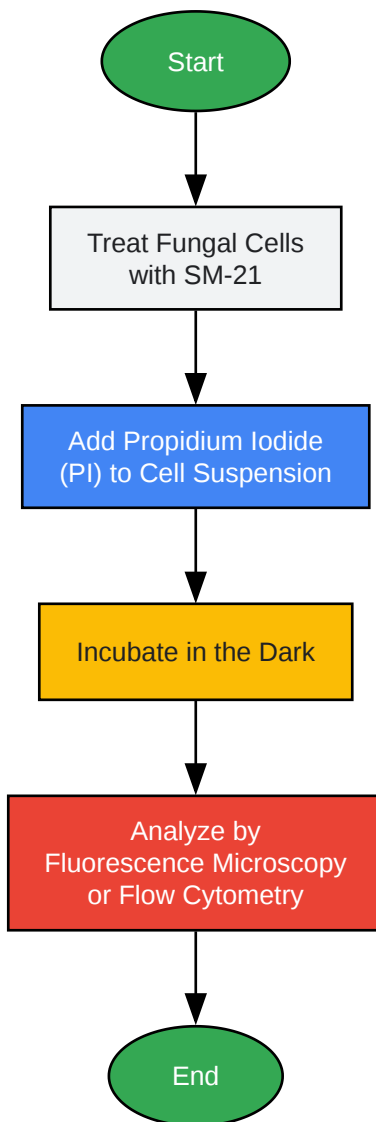 Start
Treat Fungal Cells
with SM-21
Add Propidium Iodide
(PI) to Cell Suspension
Incubate in the Dark
Analyze by
Fluorescence Microscopy
or Flow Cytometry
End